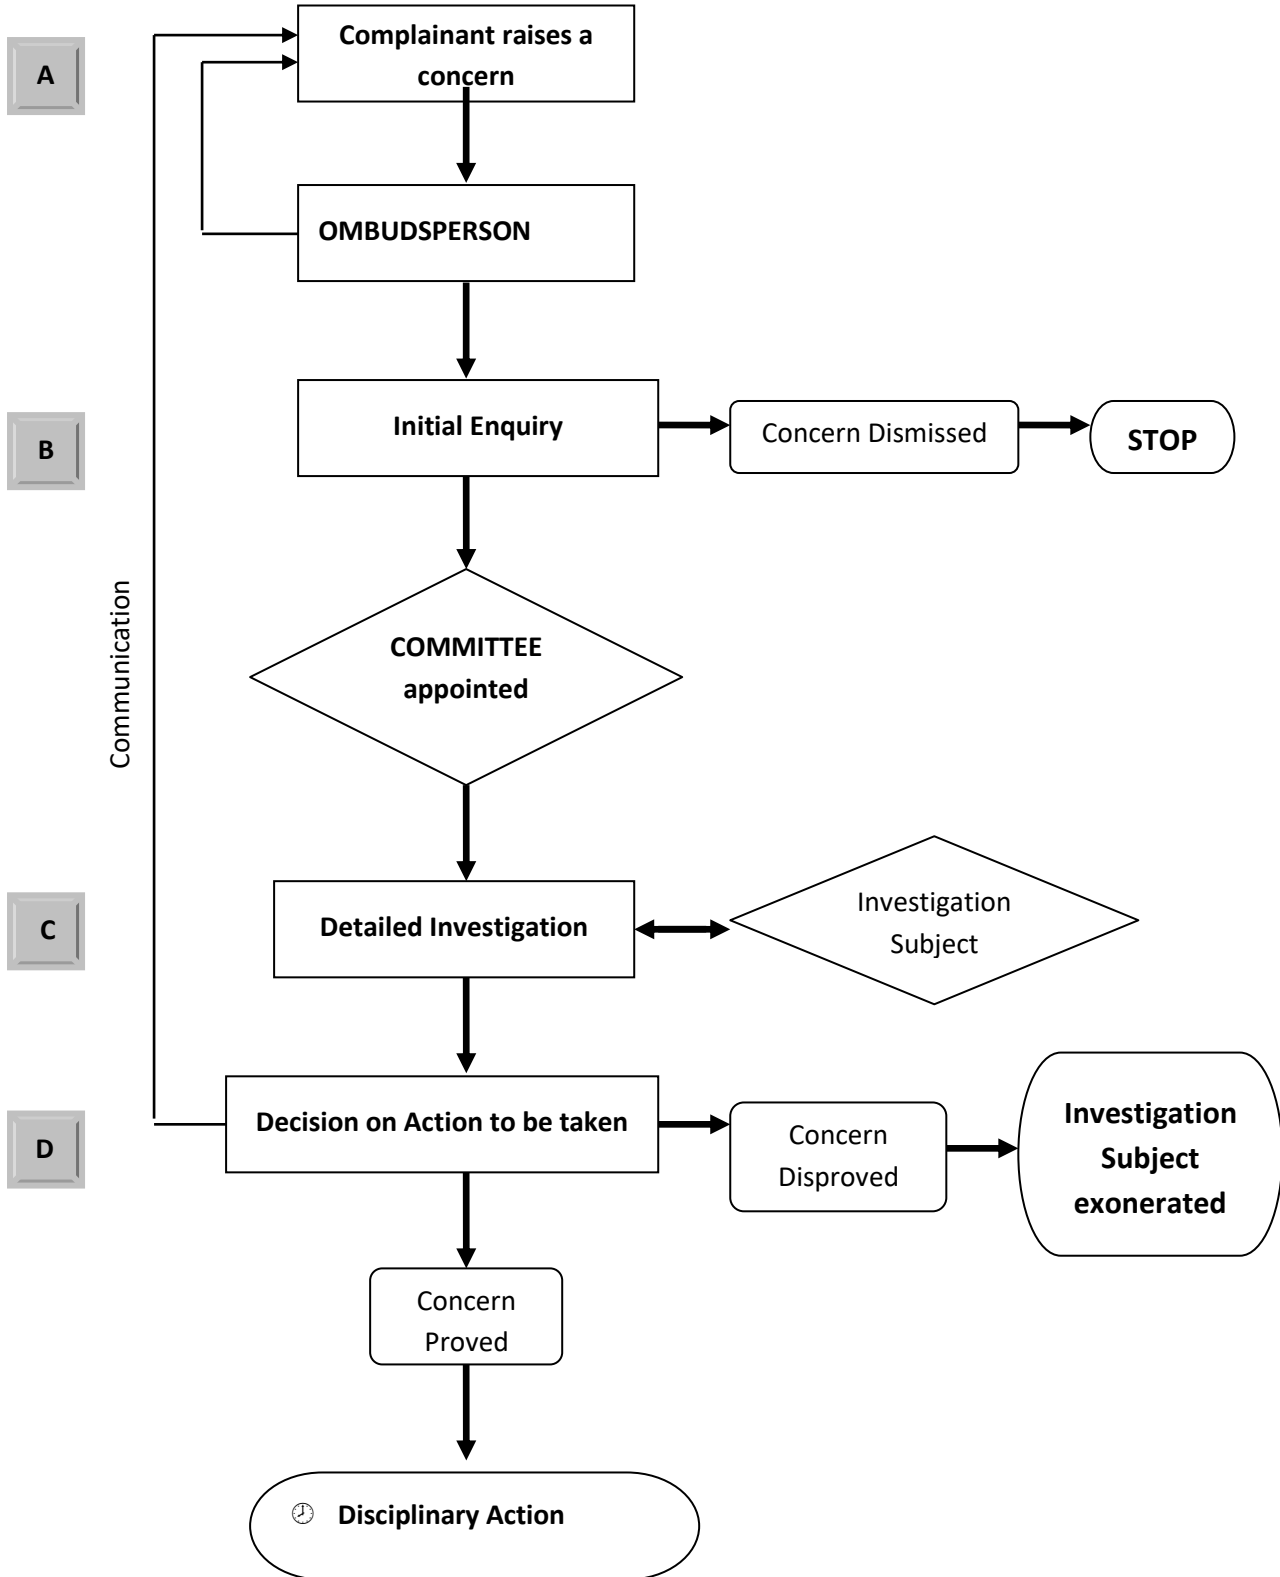 A
Complainant raises a
concern
OMBUDSPERSON
B
Initial Enquiry
Concern Dismissed
STOP
Communication
COMMITTEE
appointed
C
Detailed Investigation
Investigation
Subject
D
Decision on Action to be taken
Concern
Disproved
Investigation
Subject
exonerated
Concern
Proved
Disciplinary Action